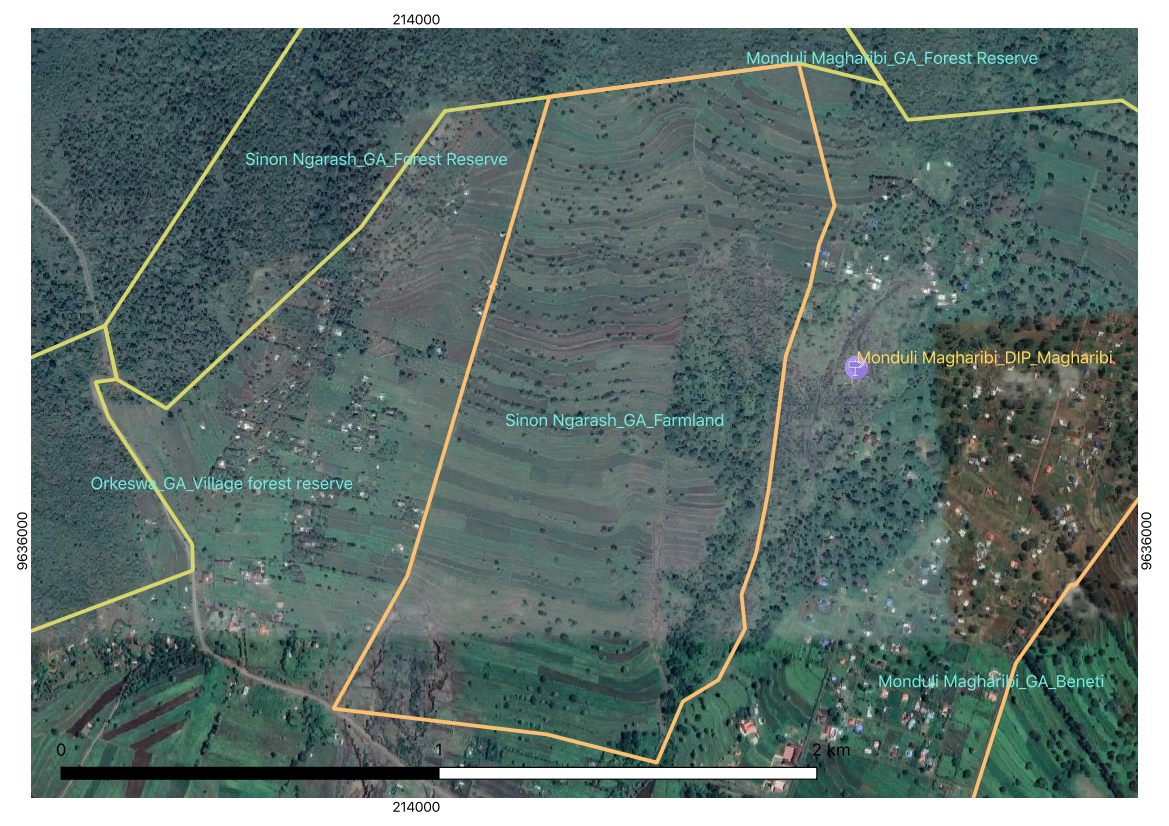 214000
Monduli Magharibi_GA_Forest Reserve
Sinon Ngarash_GA_Forest Reserve
Monduli Magharibi_DIP_Magharibi
Sinon Ngarash_GA_Farmland
Orkeswa_GA_Village forest reserve
9636000
9636000
Monduli Magharibi_GA_Beneti
0 1 2 km
214000